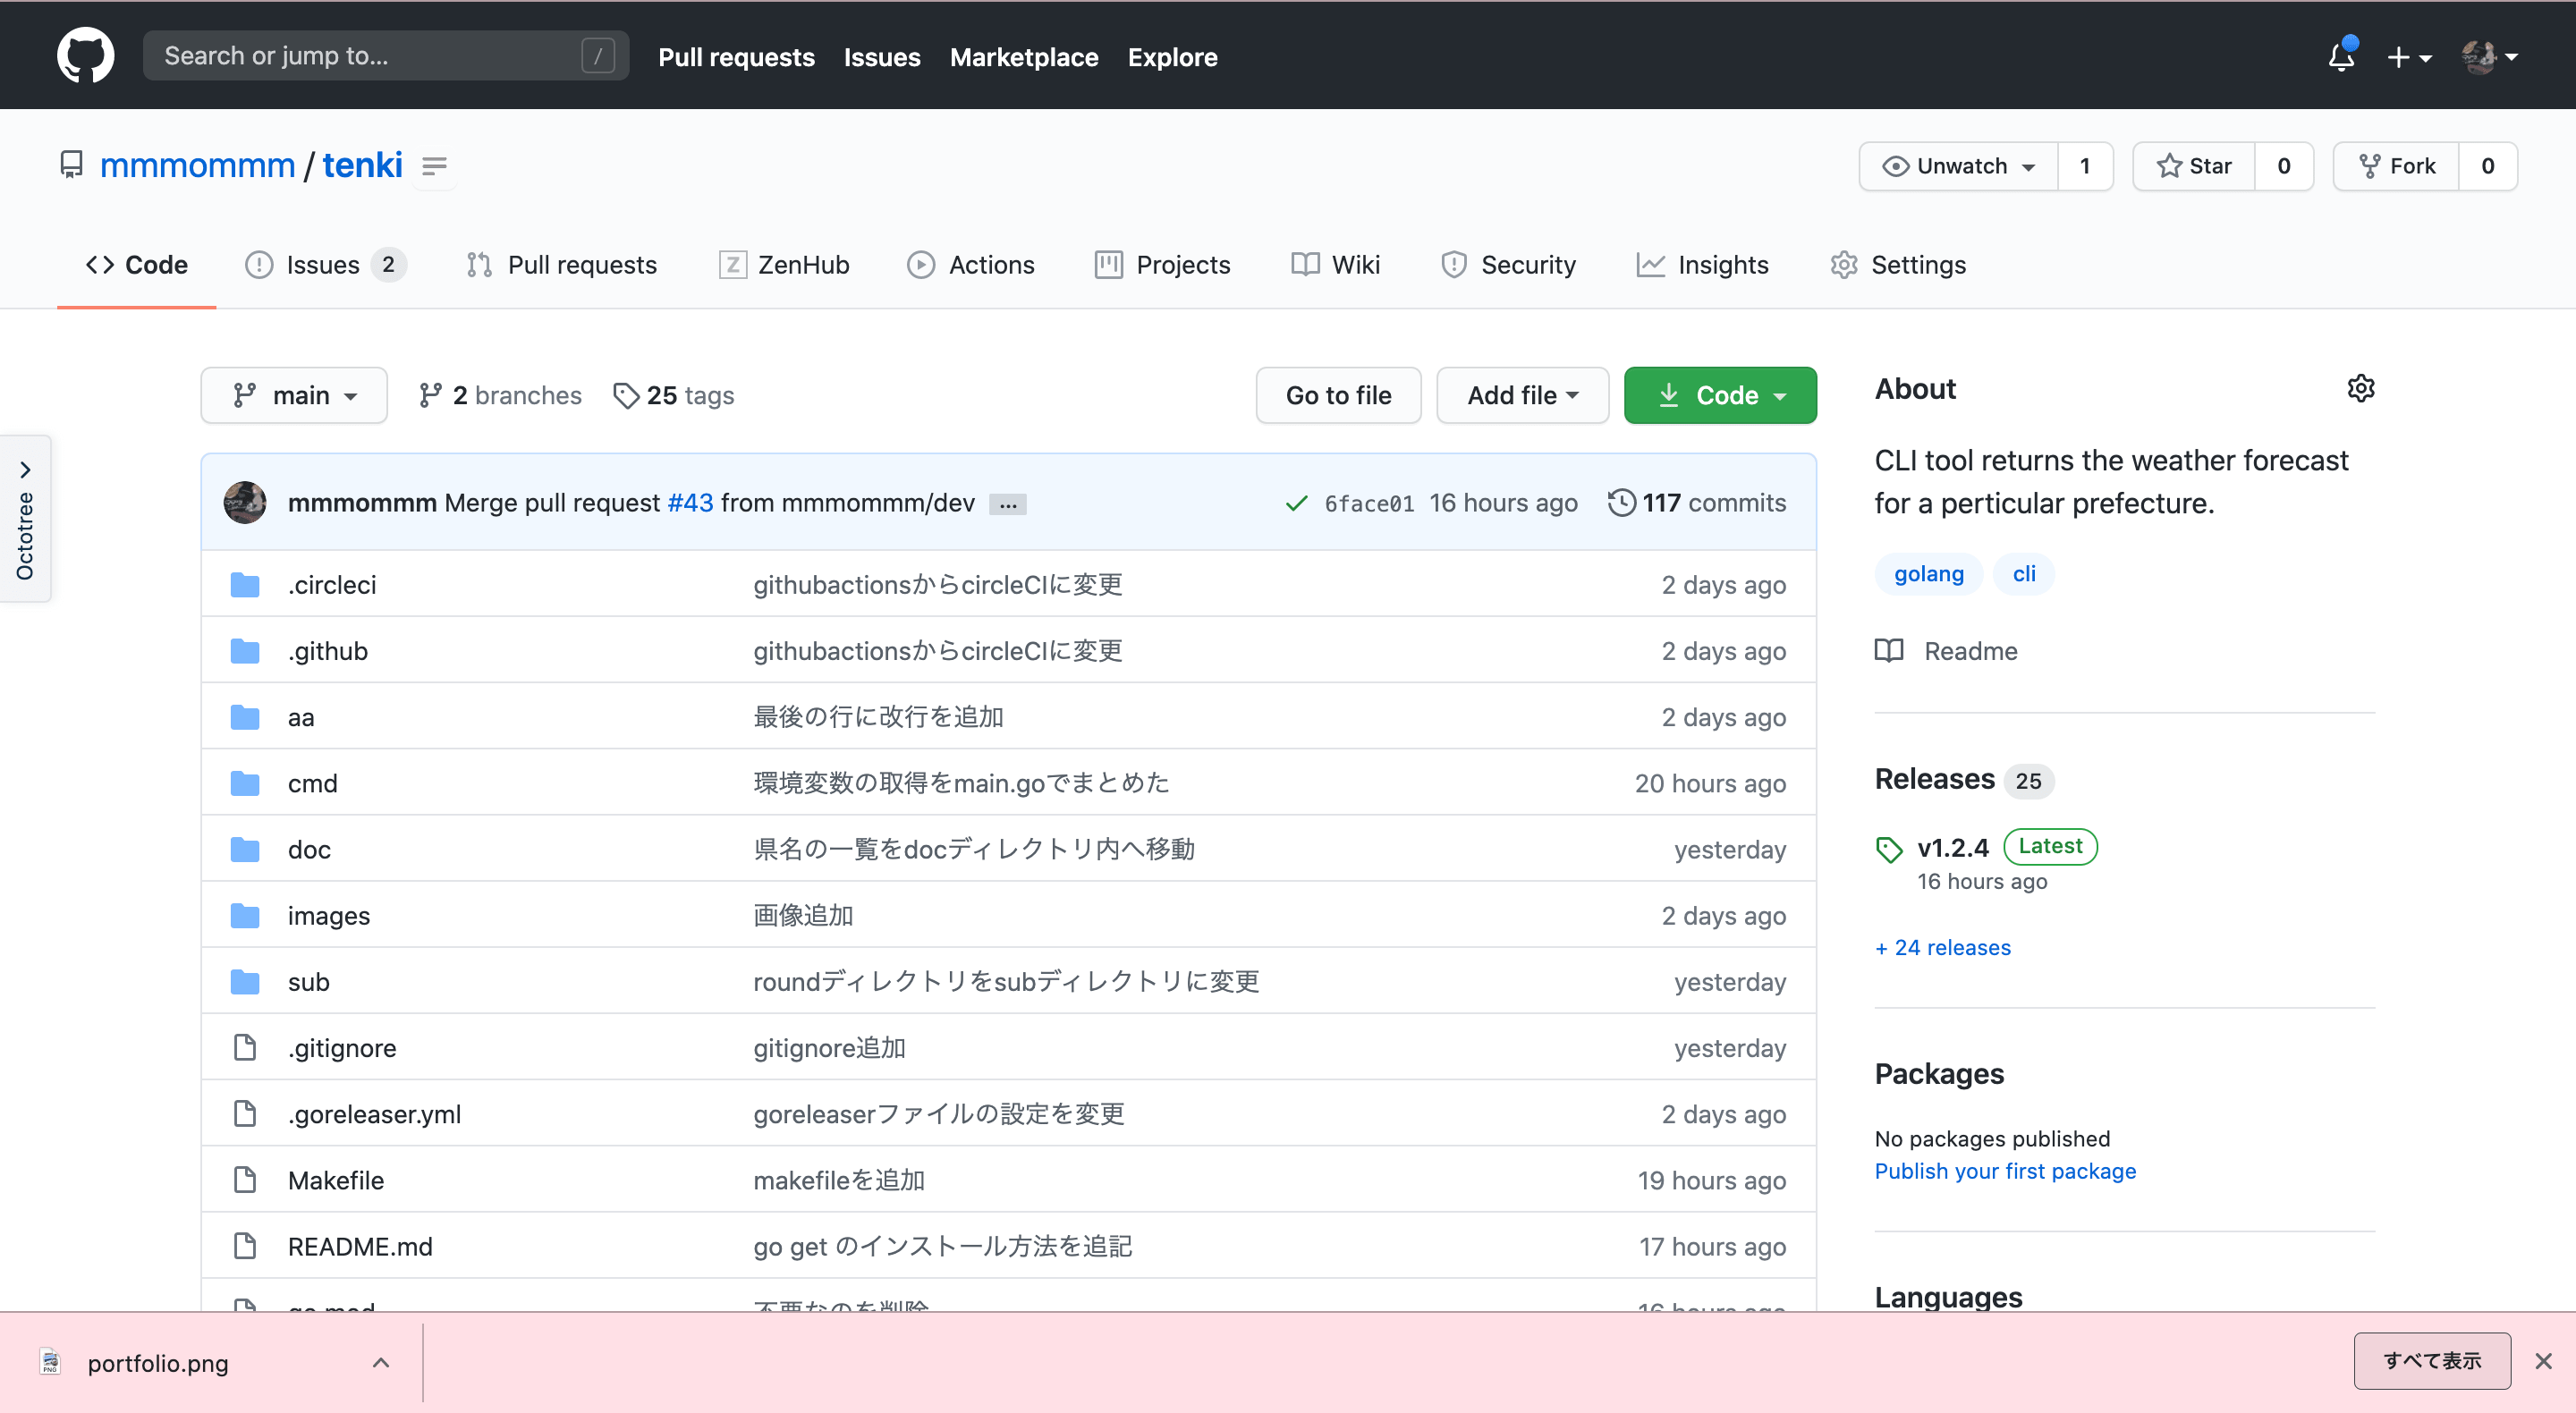 Search or jump to... /
Pull requests Issues Marketplace Explore
mmmommm / tenki
Unwatch 1 Star 0 Fork 0
Code Issues 2 Pull requests ZenHub Actions Projects Wiki Security Insights Settings
main 2 branches 25 tags
Go to file Add file Code
Octotree
mmmommm Merge pull request #43 from mmmommm/dev ... 6face01 16 hours ago 117 commits
.circleci githubactionsからcircleCIに変更 2 days ago
.github githubactionsからcircleCIに変更 2 days ago
aa 最後の行に改行を追加 2 days ago
cmd 環境変数の取得をmain.goでまとめた 20 hours ago
doc 県名の一覧をdocディレクトリ内へ移動 yesterday
images 画像追加 2 days ago
sub roundディレクトリをsubディレクトリに変更 yesterday
.gitignore gitignore追加 yesterday
.goreleaser.yml goreleaserファイルの設定を変更 2 days ago
Makefile makefileを追加 19 hours ago
README.md go get のインストール方法を追記 17 hours ago
go.mod 不要なのを削除 16 hours ago
About
CLI tool returns the weather forecast
for a perticular prefecture.
golang cli
Readme
Releases 25
v1.2.4 Latest
16 hours ago
+ 24 releases
Packages
No packages published
Publish your first package
Languages
PNG
portfolio.png
すべて表示